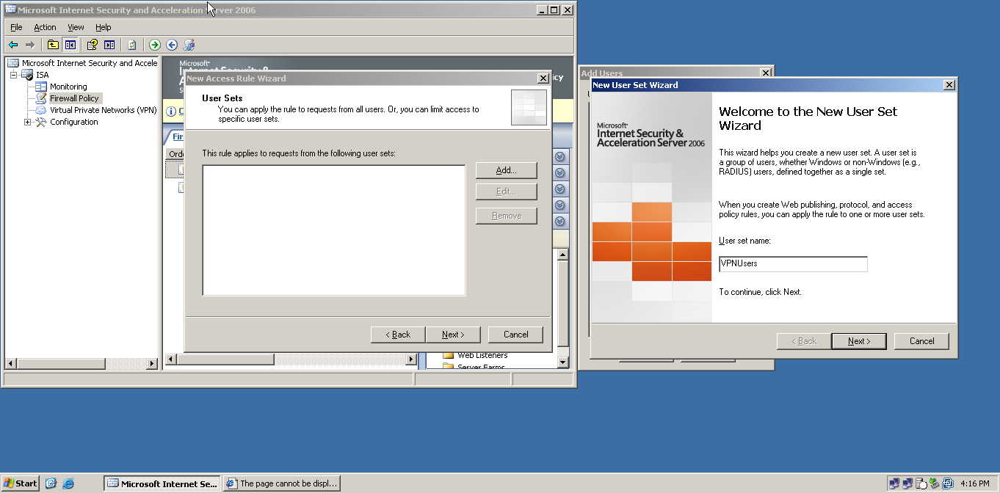 Microsoft Internet Security and Acceleration Server 2006
File Action View Help
Microsoft Internet Security and Accele
ISA
Monitoring
Firewall Policy
Virtual Private Networks (VPN)
Configuration
Microsoft
Internet Security &
icy
Fir
Orde
New Access Rule Wizard
User Sets
You can apply the rule to requests from all users. Or, you can limit access to
specific user sets.
This rule applies to requests from the following user sets:
Add...
Edit...
Remove
< Back Next > Cancel
Web Listeners
Server Farms
Add Users
New User Set Wizard
Microsoft
Internet Security &
Acceleration Server 2006
Welcome to the New User Set
Wizard
This wizard helps you create a new user set. A user set is
a group of users, whether Windows or non-Windows (e.g.,
RADIUS) users, defined together as a single set.
When you create Web publishing, protocol, and access
policy rules, you can apply the rule to one or more user sets.
User set name:
VPNUsers
To continue, click Next.
< Back Next > Cancel
Start
Microsoft Internet Se...
The page cannot be displ...
4:16 PM